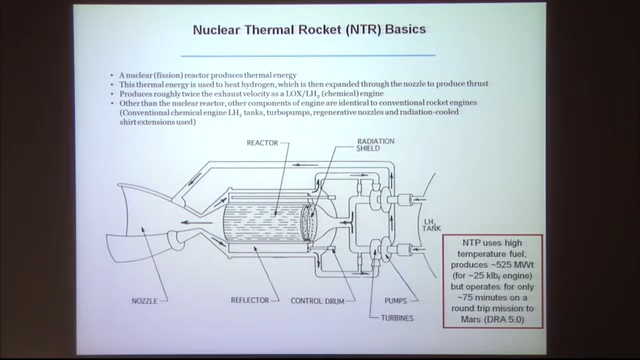 Nuclear Thermal Rocket (NTR) Basics
• A nuclear (fission) reactor produces thermal energy
• This thermal energy is used to heat hydrogen, which is then expanded through the nozzle to produce thrust
• Produces roughly twice the exhaust velocity as a LOX/LH₂ (chemical) engine
• Other than the nuclear reactor, other components of engine are identical to conventional rocket engines
(Conventional chemical engine LH₂ tanks, turbopumps, regenerative nozzles and radiation-cooled
shirt extensions used)
REACTOR
RADIATION
SHIELD
LH₂
TANK
NOZZLE
REFLECTOR
CONTROL DRUM
PUMPS
TURBINES
NTP uses high
temperature fuel,
produces ~525 MWt
(for ~25 klbf engine)
but operates for only
~75 minutes on a
round trip mission to
Mars (DRA 5.0)